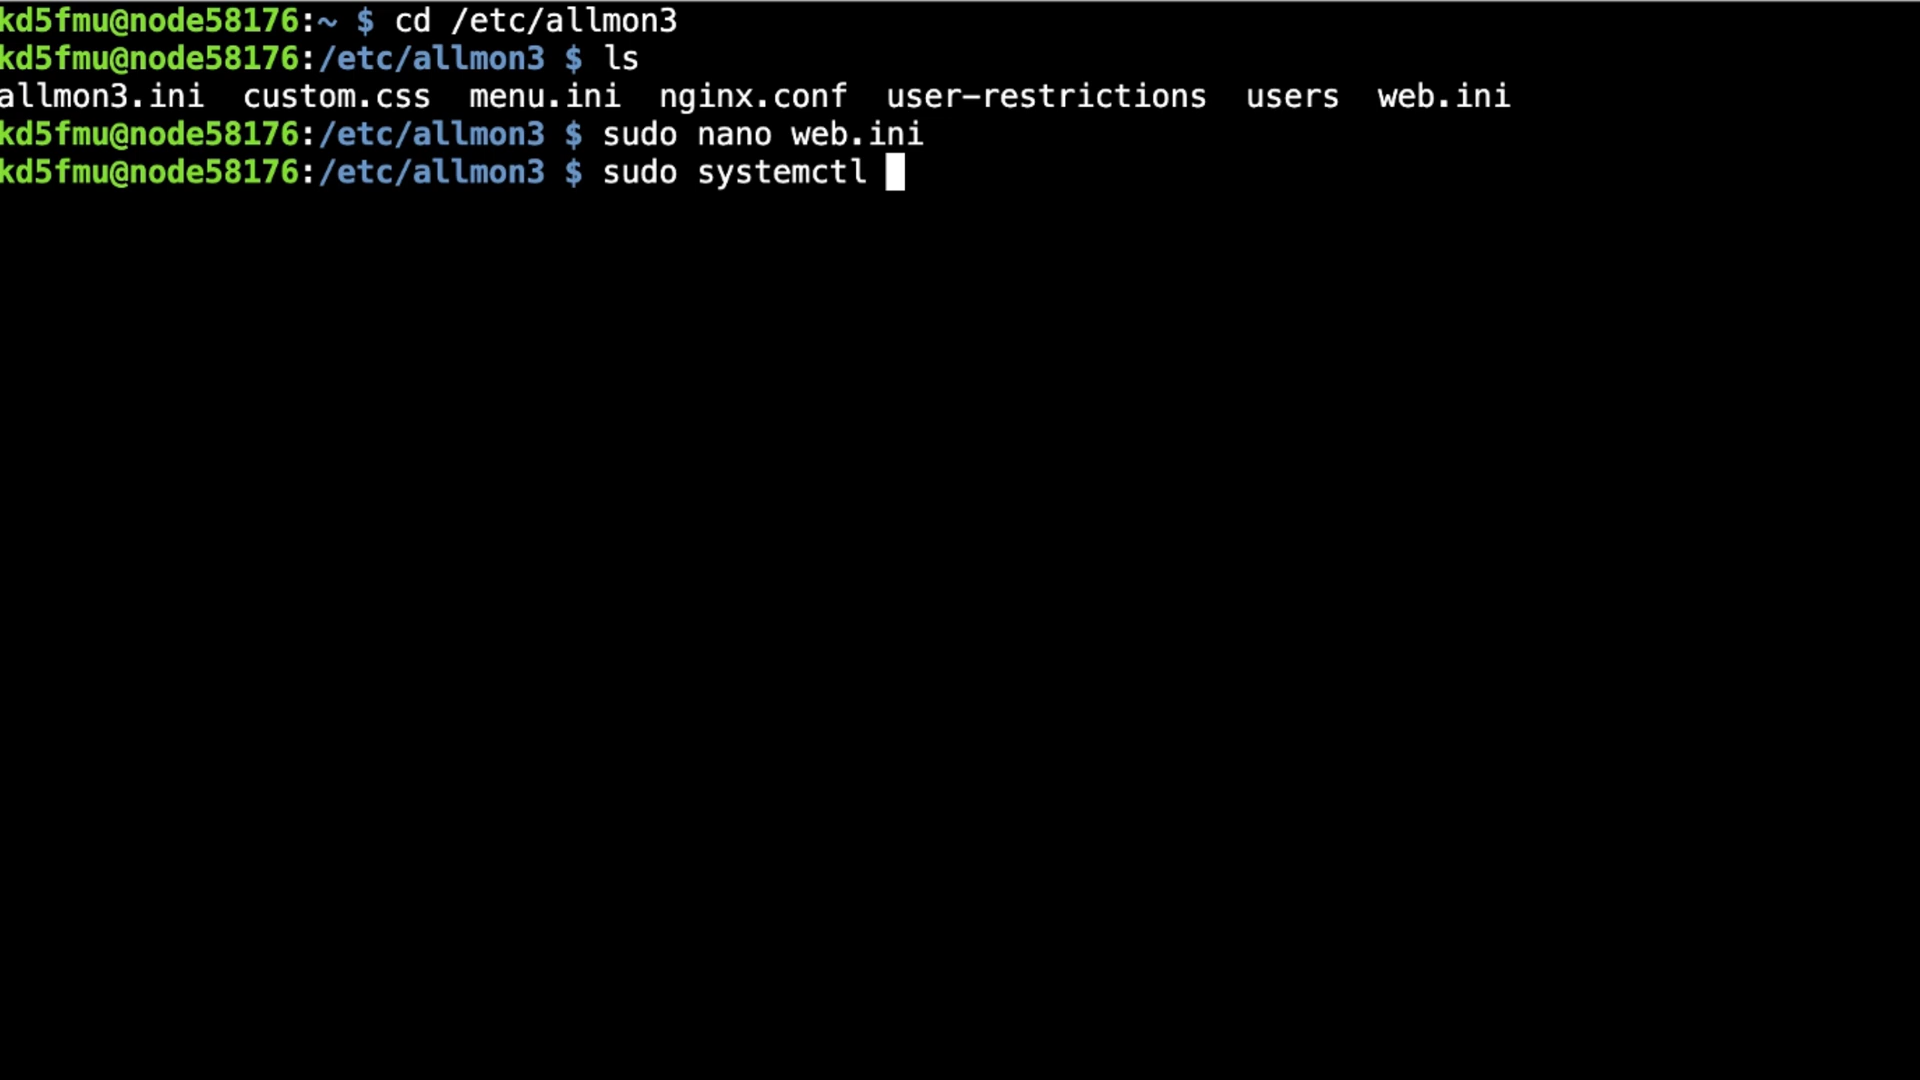 kd5fmu@node58176:~ $ cd /etc/allmon3
kd5fmu@node58176:/etc/allmon3 $ ls
allmon3.ini  custom.css  menu.ini  nginx.conf  user-restrictions  users  web.ini
kd5fmu@node58176:/etc/allmon3 $ sudo nano web.ini
kd5fmu@node58176:/etc/allmon3 $ sudo systemctl